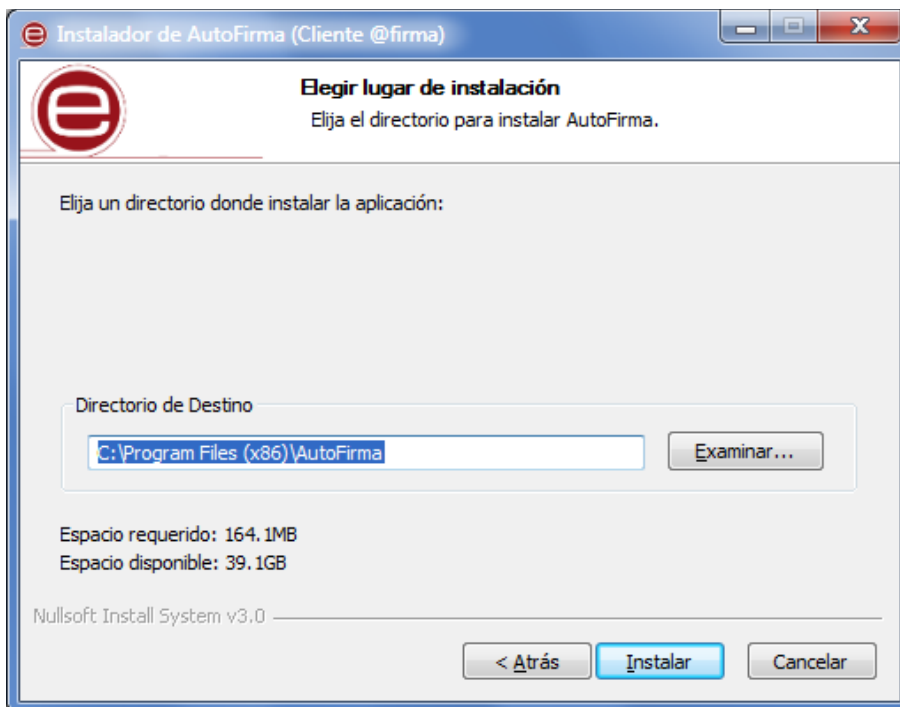 Instalador de AutoFirma (Cliente @firma)
Elegir lugar de instalación
Elija el directorio para instalar AutoFirma.
Elija un directorio donde instalar la aplicación:
Directorio de Destino
C:\Program Files (x86)\AutoFirma
Examinar...
Espacio requerido: 164.1MB
Espacio disponible: 39.1GB
Nullsoft Install System v3.0
< Atrás
Instalar
Cancelar